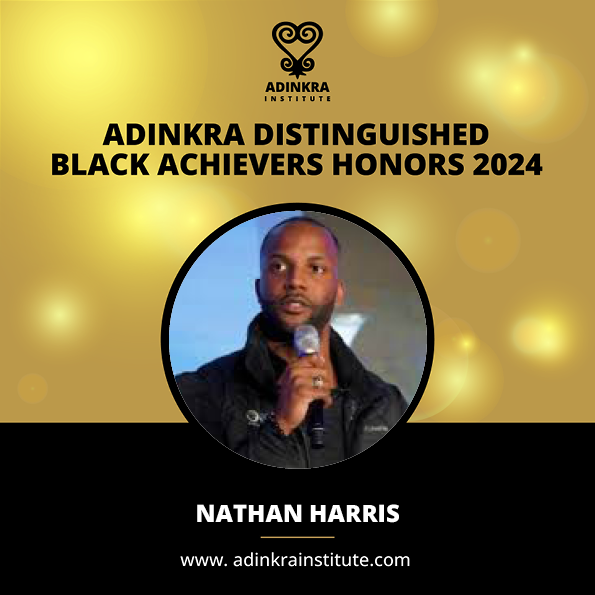 ADINKRA
INSTITUTE
ADINKRA DISTINGUISHED
BLACK ACHIEVERS HONORS 2024
NATHAN HARRIS
www. adinkrainstitute.com